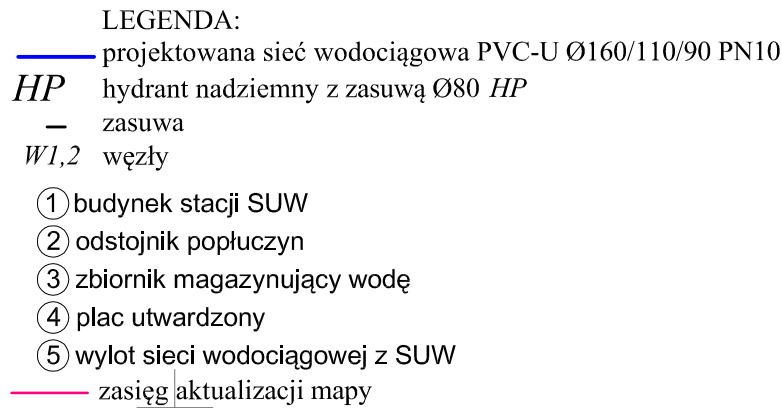 LEGENDA:
projektowana sieć wodociągowa PVC-U Ø160/110/90 PN10
HP hydrant nadziemny z zasuwą Ø80 HP
zasuwa
W1,2 węzły
1 budynek stacji SUW
2 odstojnik popłuczyn
3 zbiornik magazynujący wodę
4 plac utwardzony
5 wylot sieci wodociągowej z SUW
zasięg aktualizacji mapy